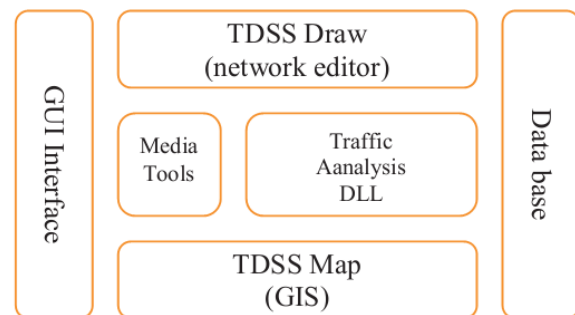 GUI Interface
TDSS Draw
(network editor)
Media
Tools
Traffic
Aanalysis
DLL
TDSS Map
(GIS)
Data base